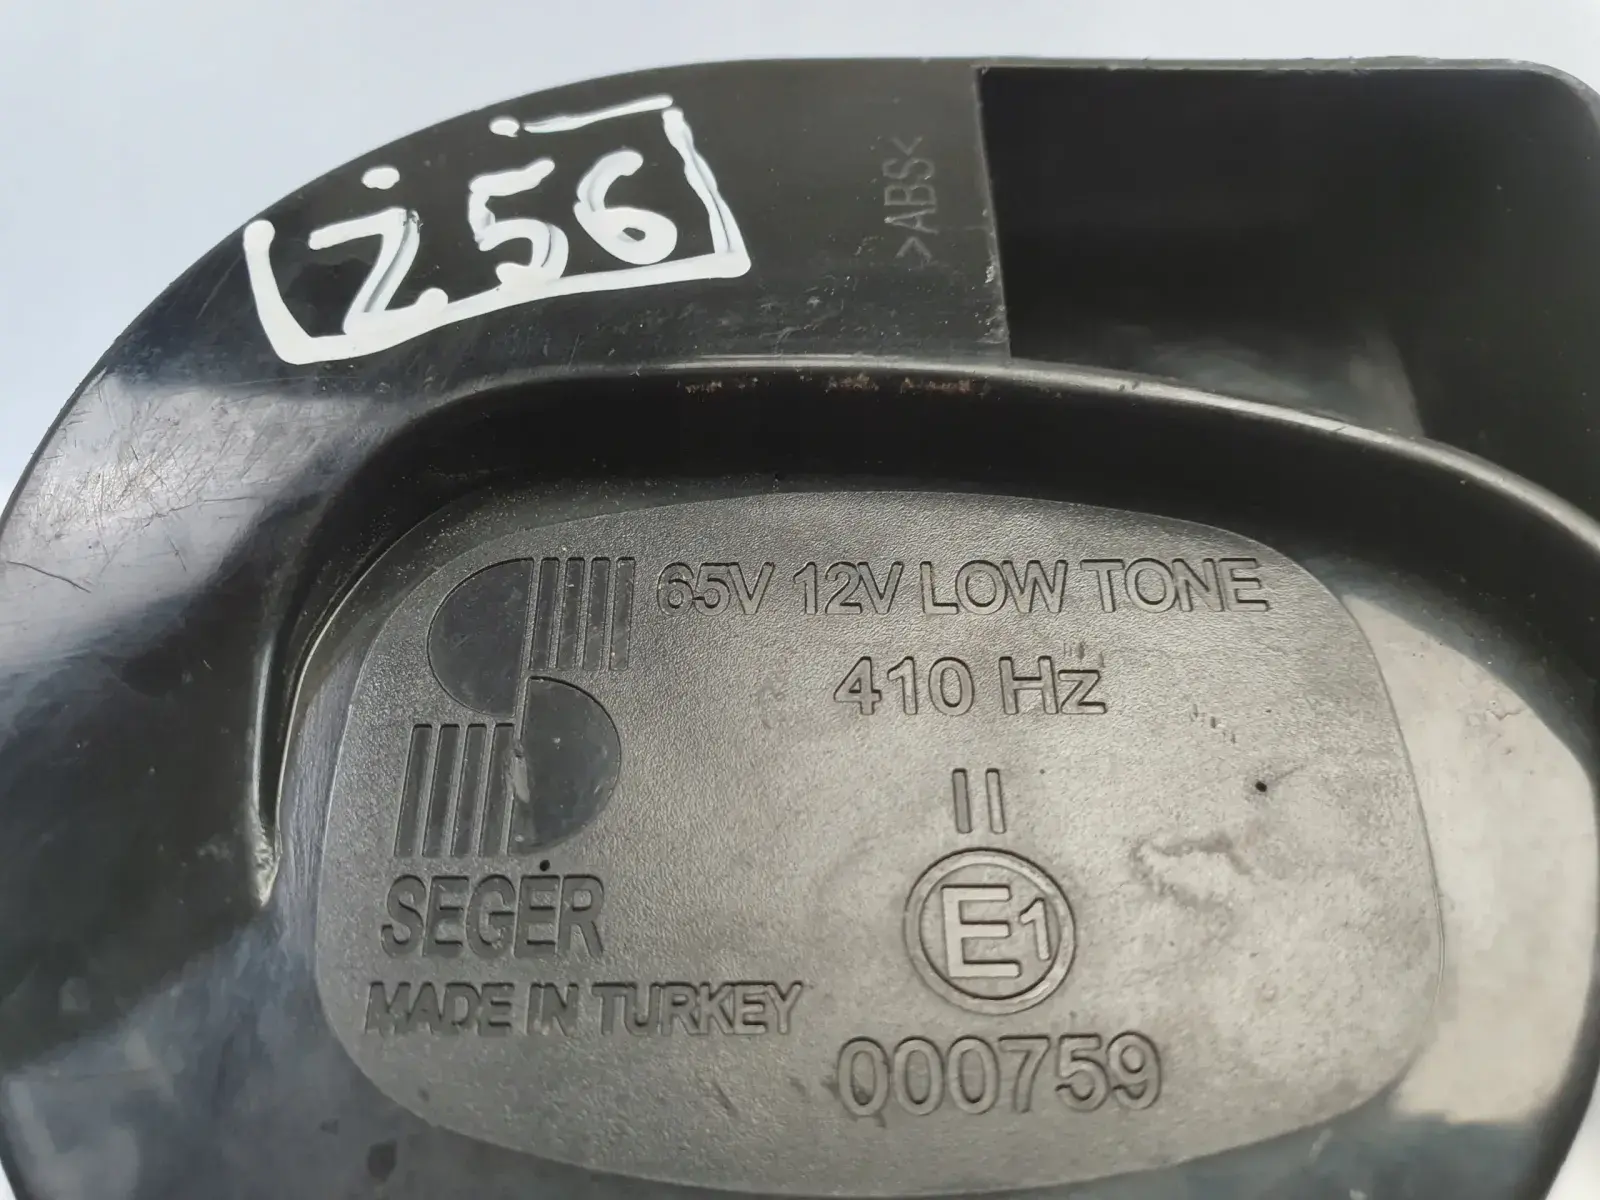 Z56
>ABS<
65V 12V LOW TONE
410 Hz
II
E1
SEGER
MADE IN TURKEY
000759